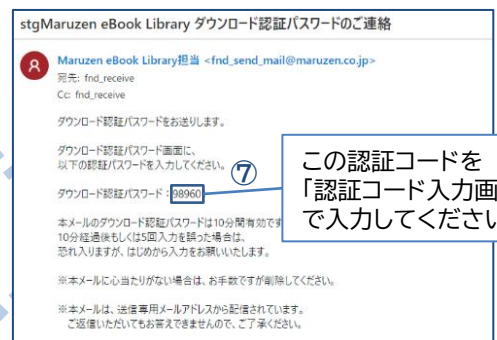 stgMaruzen eBook Library ダウンロード認証パスワードのご連絡
R
Maruzen eBook Library担当 <fnd_send_mail@maruzen.co.jp>
宛先: fnd_receive
Cc: fnd_receive
ダウンロード認証パスワードをお送りします。
ダウンロード認証パスワード画面に、
以下の認証パスワードを入力してください。
⑦
ダウンロード認証パスワード：98960
この認証コードを
「認証コード入力画
で入力してください
本メールのダウンロード認証パスワードは10分間有効です
10分経過後もしくは5回入力を誤った場合は、
恐れ入りますが、はじめから入力をお願いいたします。
※本メールに心当たりがない場合は、お手数ですが削除してください。
※本メールは、送信専用メールアドレスから配信されています。
ご返信いただいてもお答えできませんので、ご了承ください。